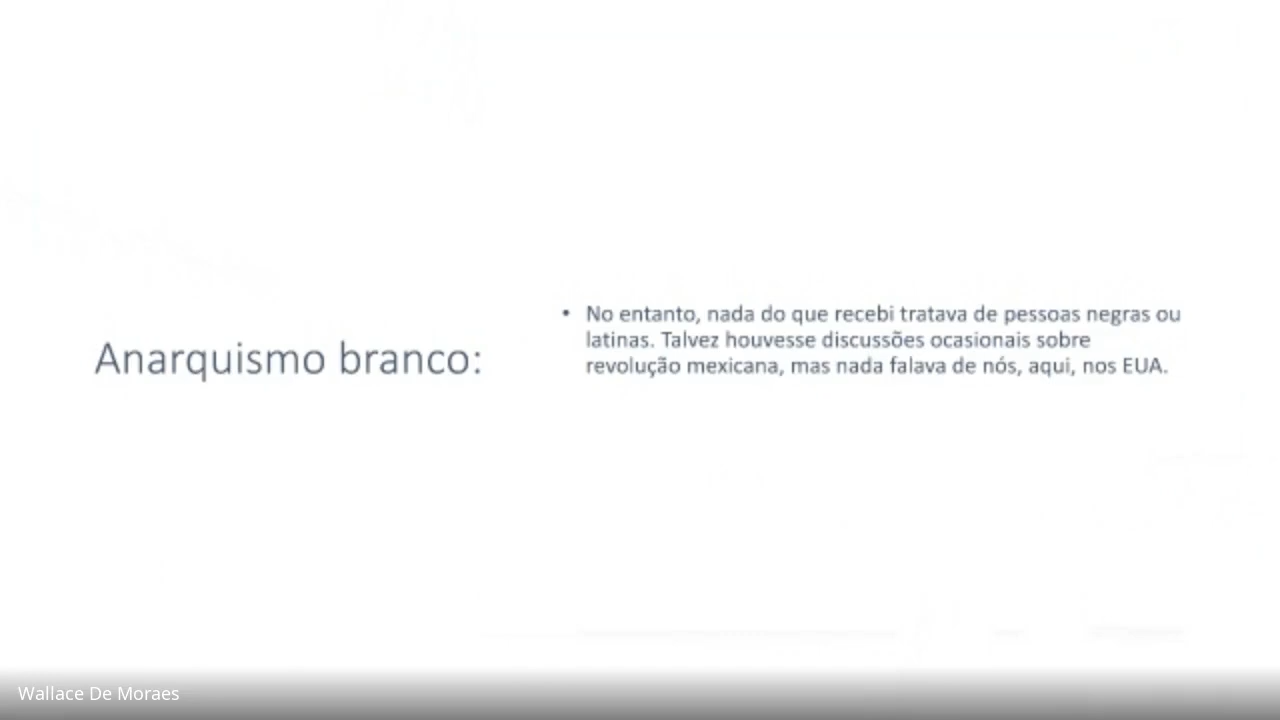 Anarquismo branco:
• No entanto, nada do que recebi tratava de pessoas negras ou
latinas. Talvez houvesse discussões ocasionais sobre
revolução mexicana, mas nada falava de nós, aqui, nos EUA.
Wallace De Moraes